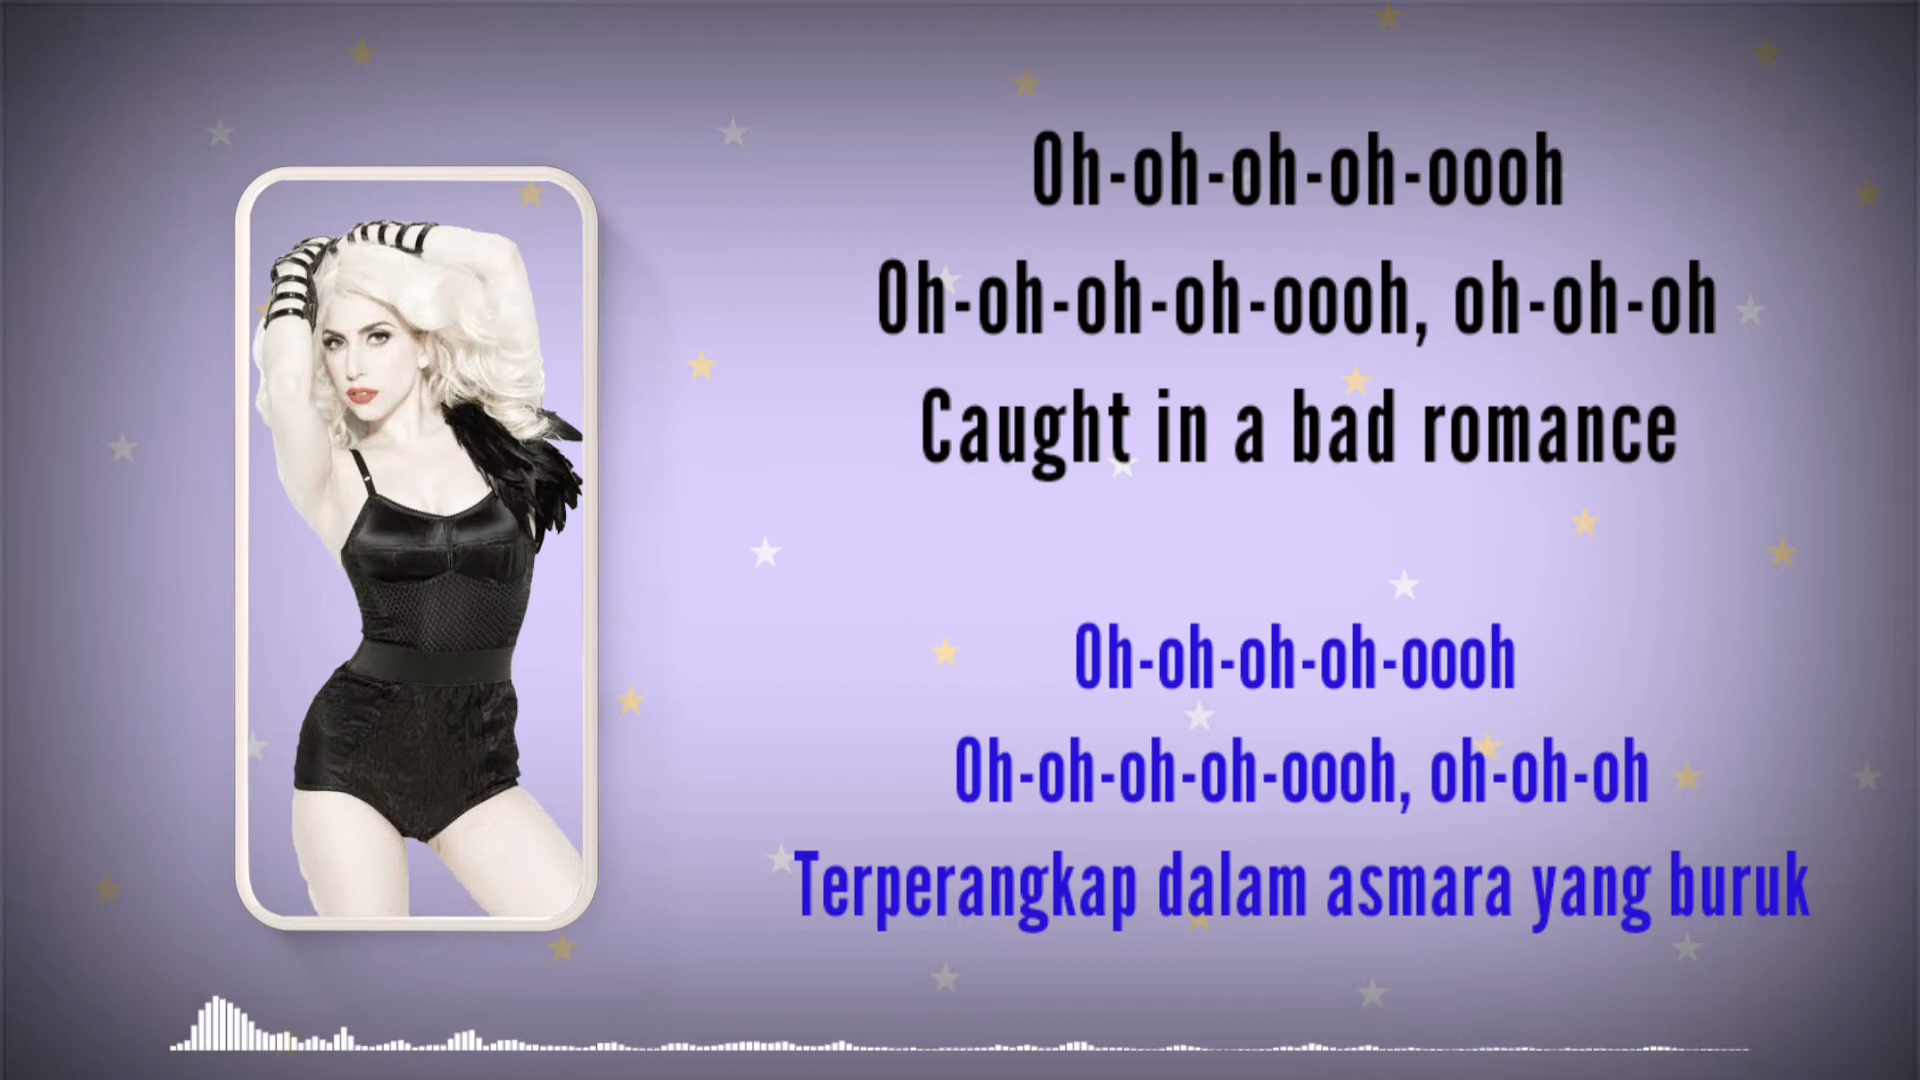 Oh-oh-oh-oh-oooh
Oh-oh-oh-oh-oooh, oh-oh-oh
Caught in a bad romance
Oh-oh-oh-oh-oooh
Oh-oh-oh-oh-oooh, oh-oh-oh
Terperangkap dalam asmara yang buruk